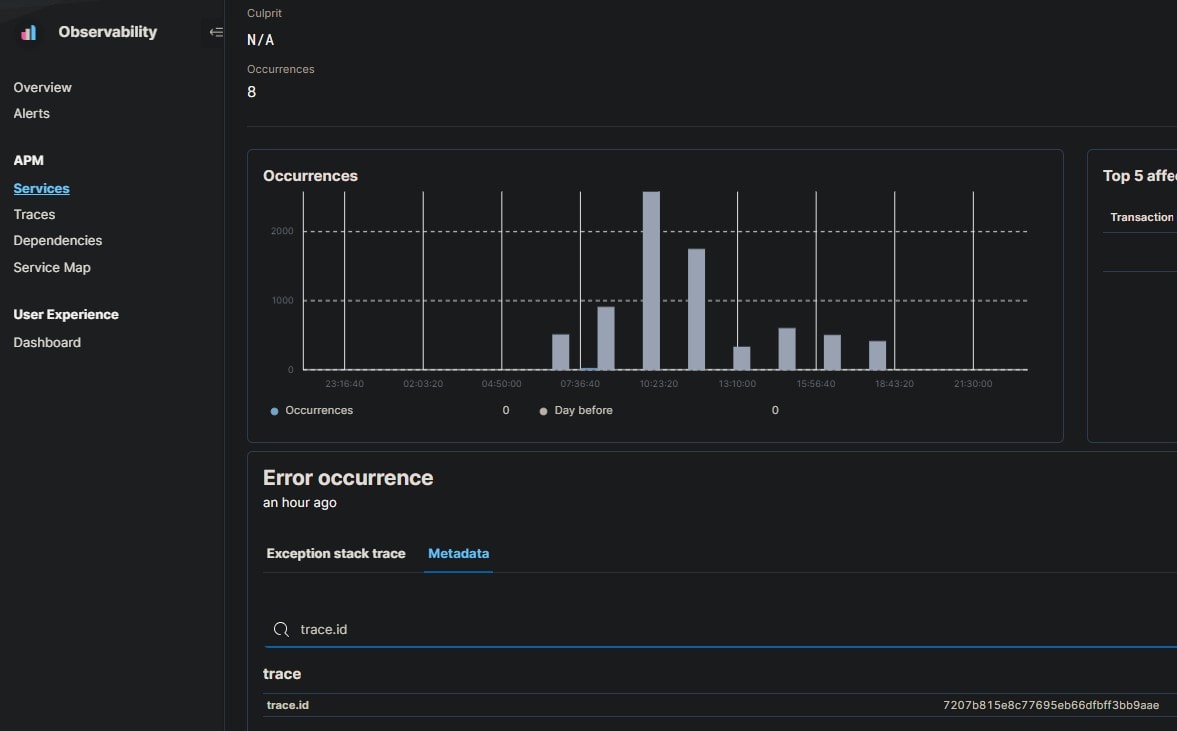 Observability
Overview
Alerts
APM
Services
Traces
Dependencies
Service Map
User Experience
Dashboard
Culprit
N/A
Occurrences
8
Occurrences
2000
1000
0
23:16:40 02:03:20 04:50:00 07:36:40 10:23:20 13:10:00 15:56:40 18:43:20 21:30:00
Occurrences 0 Day before 0
Top 5 affe
Transaction
Error occurrence
an hour ago
Exception stack trace Metadata
trace.id
trace
trace.id 7207b815e8c77695eb66dfbff3bb9aae